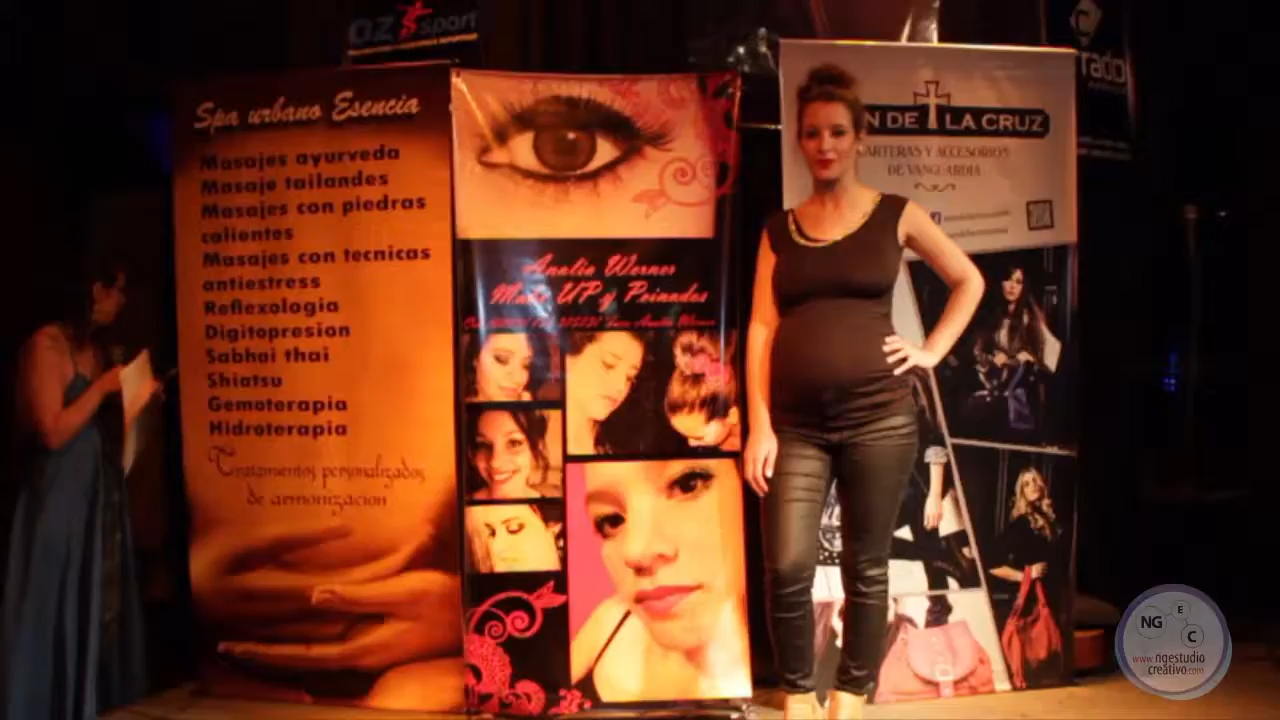 OZ sport
Spa urbano Esencia
Masajes ayurveda
Masaje tailandes
Masajes con piedras
calientes
Masajes con tecnicas
antiestress
Reflexologia
Digitopresion
Sabhai thai
Shiatsu
Gemoterapia
Hidroterapia
Tratamientos personalizados
de armonizacion
Analia Werner
Make UP y Peinados
N DE LA CRUZ
CARTERAS Y ACCESORIOS
DE VANGUARDIA
rado
NG E C
www.ngestudio
creativo.com